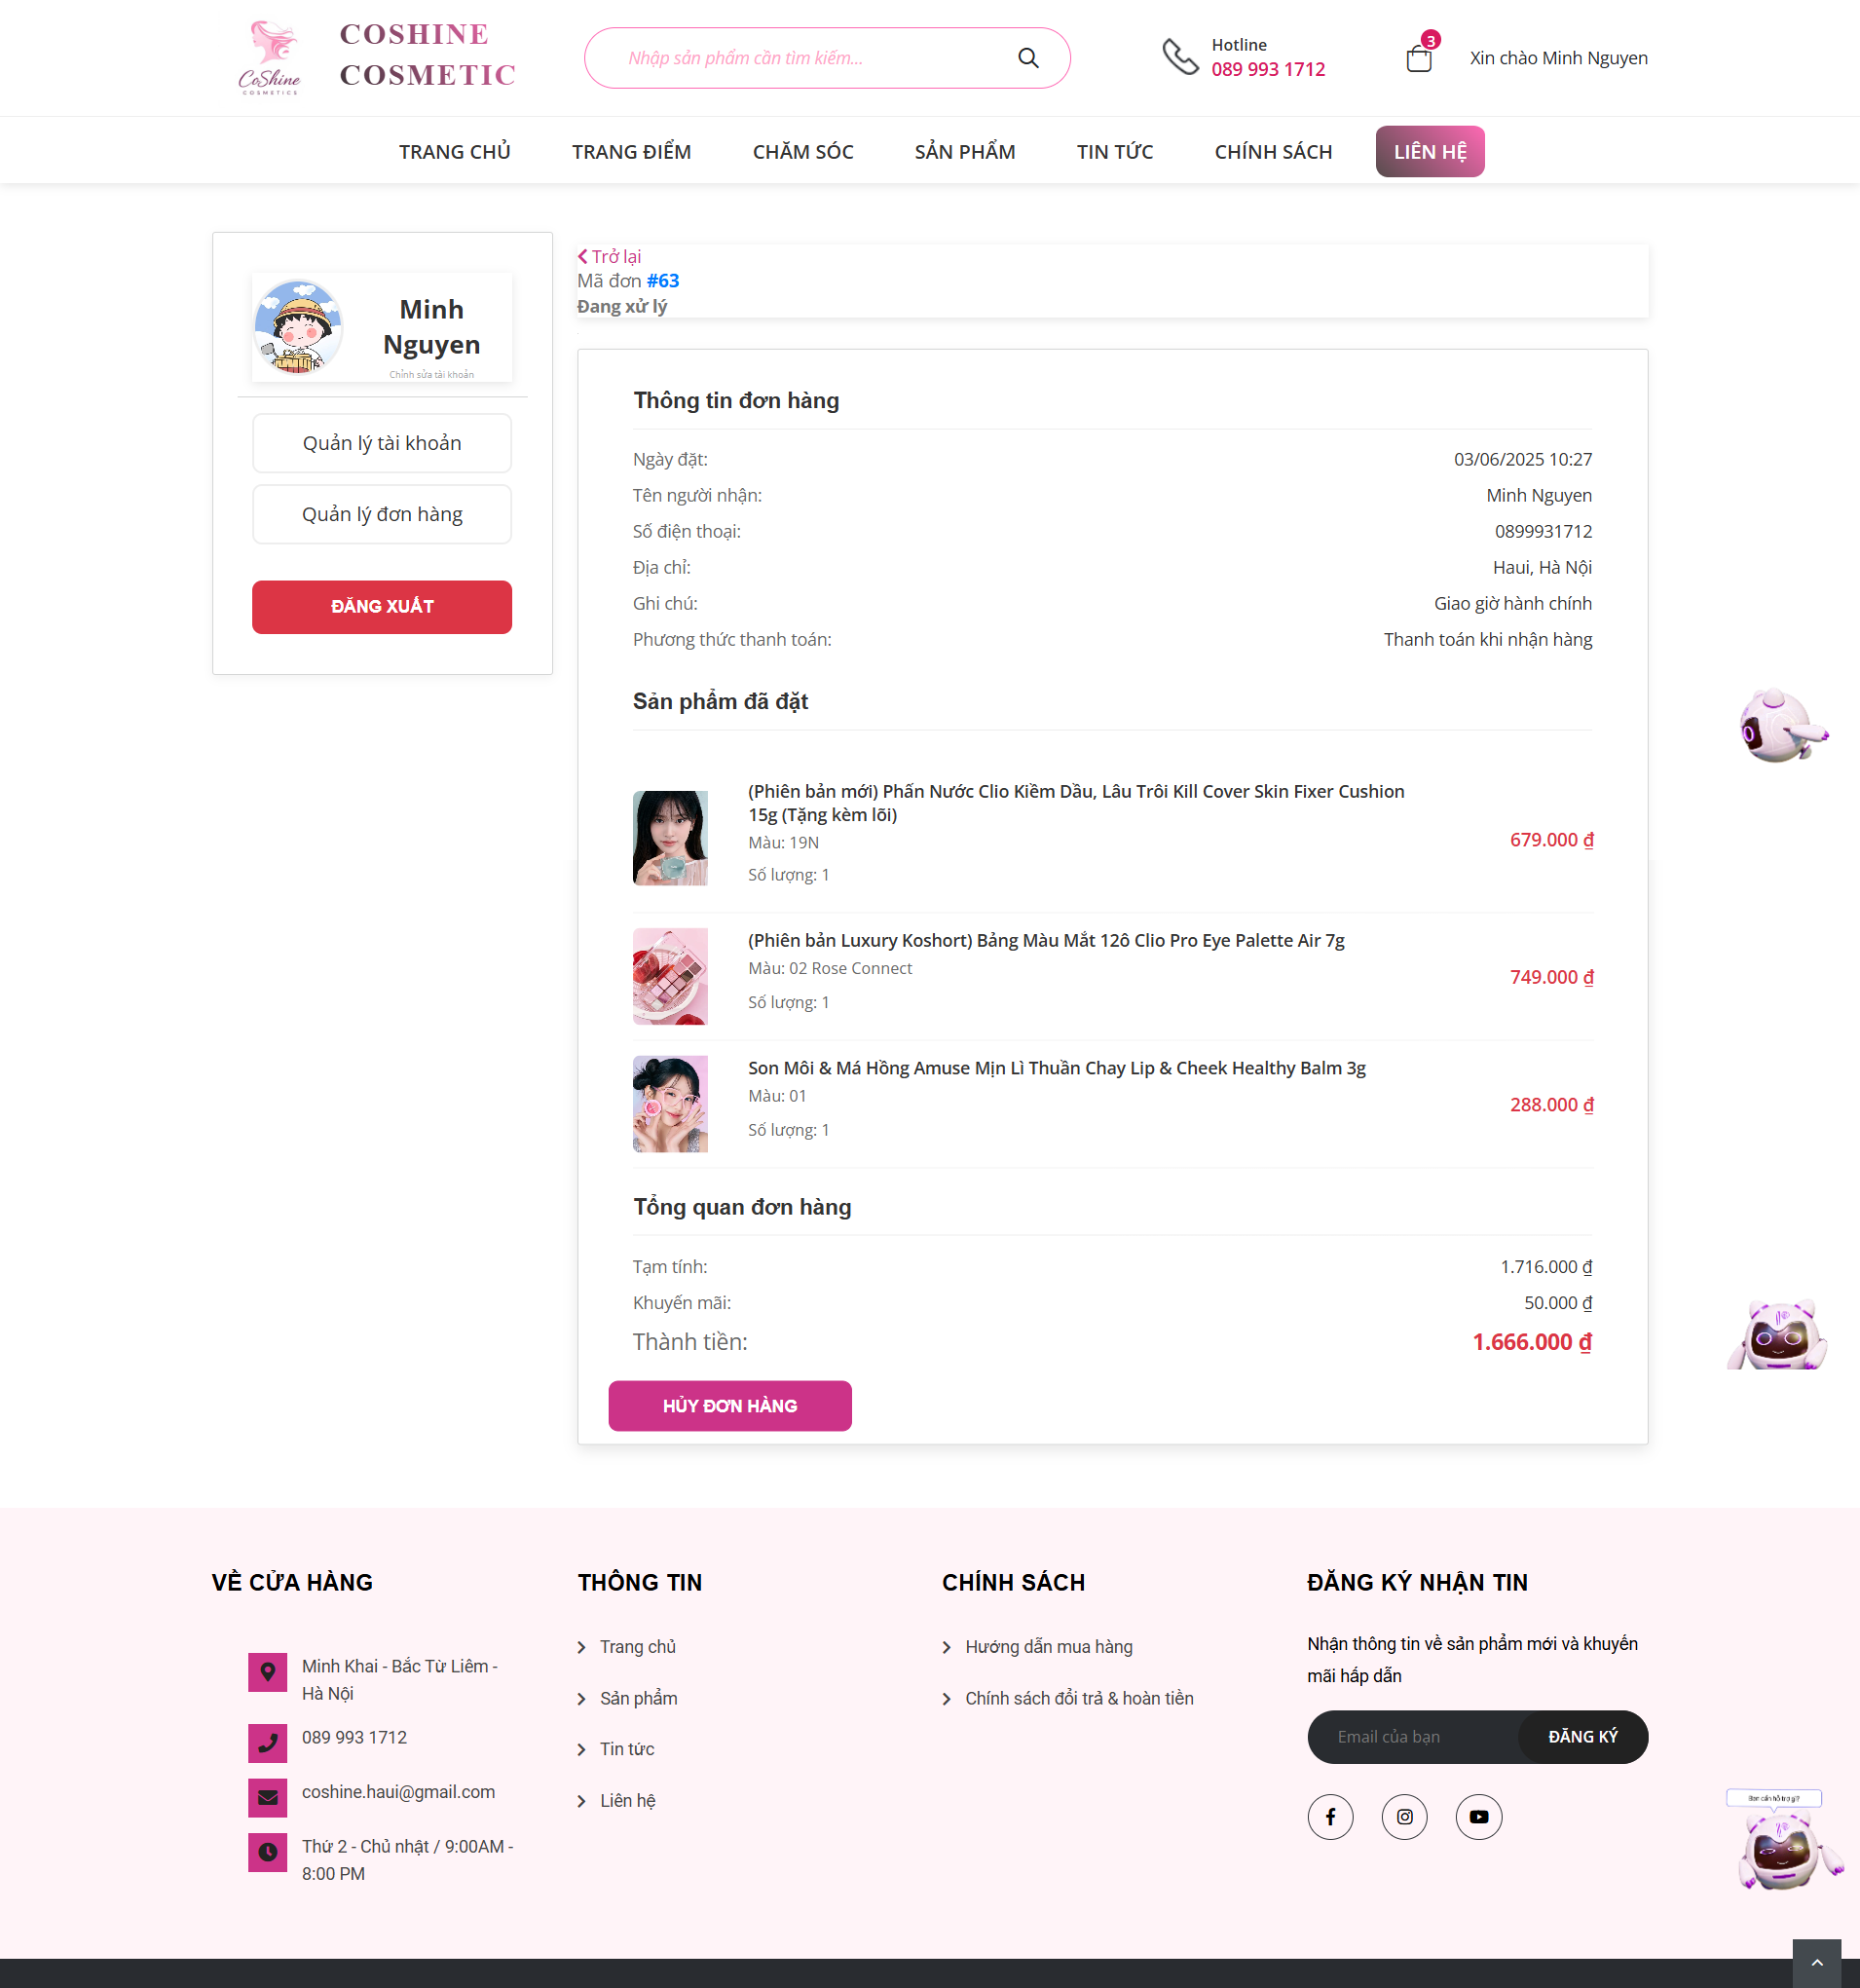 CoShine
COSMETICS
COSHINE
COSMETIC
Nhập sản phẩm cần tìm kiếm...
Hotline
089 993 1712
3
Xin chào Minh Nguyen
TRANG CHỦ
TRANG ĐIỂM
CHĂM SÓC
SẢN PHẨM
TIN TỨC
CHÍNH SÁCH
LIÊN HỆ
Minh
Nguyen
Chỉnh sửa tài khoản
Quản lý tài khoản
Quản lý đơn hàng
ĐĂNG XUẤT
Trở lại
Mã đơn #63
Đang xử lý
Thông tin đơn hàng
Ngày đặt: 03/06/2025 10:27
Tên người nhận: Minh Nguyen
Số điện thoại: 0899931712
Địa chỉ: Haui, Hà Nội
Ghi chú: Giao giờ hành chính
Phương thức thanh toán: Thanh toán khi nhận hàng
Sản phẩm đã đặt
(Phiên bản mới) Phấn Nước Clio Kiềm Dầu, Lâu Trôi Kill Cover Skin Fixer Cushion
15g (Tặng kèm lõi)
Màu: 19N
Số lượng: 1
679.000 ₫
(Phiên bản Luxury Koshort) Bảng Màu Mắt 12ô Clio Pro Eye Palette Air 7g
Màu: 02 Rose Connect
Số lượng: 1
749.000 ₫
Son Môi & Má Hồng Amuse Mịn Lì Thuần Chay Lip & Cheek Healthy Balm 3g
Màu: 01
Số lượng: 1
288.000 ₫
Tổng quan đơn hàng
Tạm tính: 1.716.000 ₫
Khuyến mãi: 50.000 ₫
Thành tiền: 1.666.000 ₫
HỦY ĐƠN HÀNG
VỀ CỬA HÀNG
Minh Khai - Bắc Từ Liêm -
Hà Nội
089 993 1712
coshine.haui@gmail.com
Thứ 2 - Chủ nhật / 9:00AM -
8:00 PM
THÔNG TIN
Trang chủ
Sản phẩm
Tin tức
Liên hệ
CHÍNH SÁCH
Hướng dẫn mua hàng
Chính sách đổi trả & hoàn tiền
ĐĂNG KÝ NHẬN TIN
Nhận thông tin về sản phẩm mới và khuyến
mãi hấp dẫn
Email của bạn
ĐĂNG KÝ
Bạn cần hỗ trợ gì?